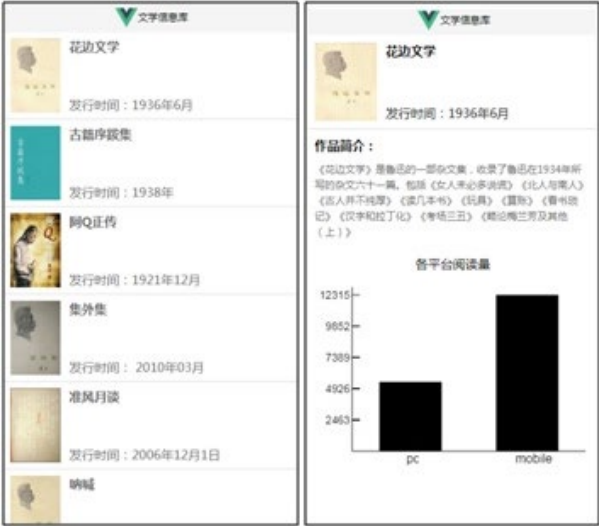 文学信息库
花边文学
发行时间：1936年6月
古籍序跋集
发行时间：1938年
阿Q正传
发行时间：1921年12月
集外集
发行时间： 2010年03月
准风月谈
发行时间：2006年12月1日
呐喊
文学信息库
花边文学
发行时间：1936年6月
作品简介：
《花边文学》是鲁迅的一部杂文集，收录了鲁迅在1934年所
写的杂文六十一篇。包括《女人未必多说谎》《北人与南人》
《古人并不纯厚》《读几本书》《玩具》《算账》《看书琐
记》《汉字和拉丁化》《考场三丑》《略论梅兰芳及其他
（上）》
各平台阅读量
12315
9852
7389
4926
2463
pc
mobile